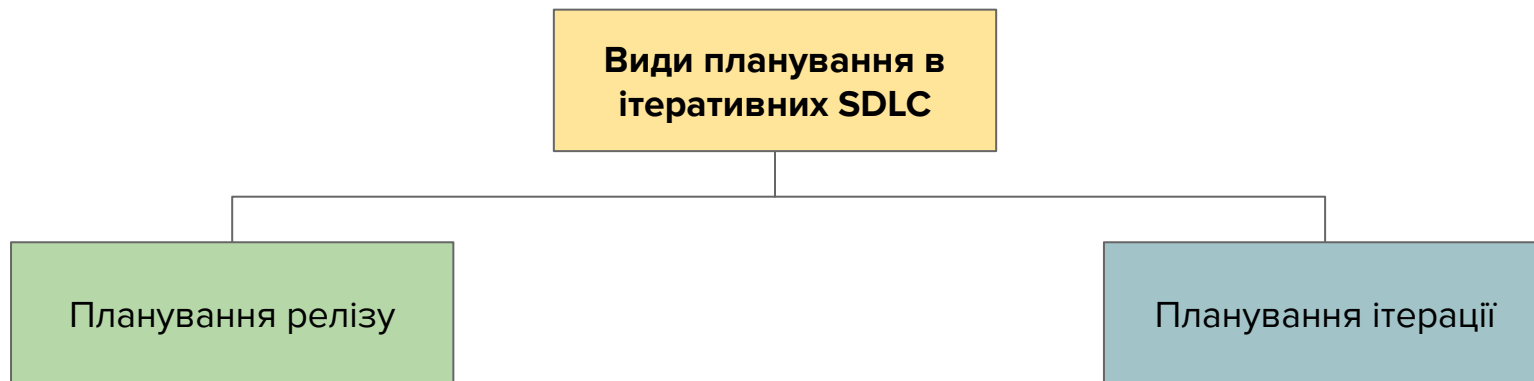 Види планування в
ітеративних SDLC
Планування релізу
Планування ітерації